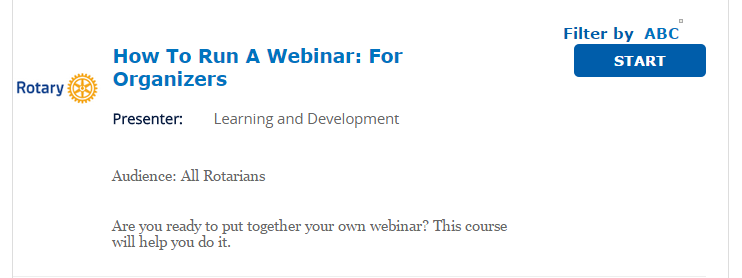 Filter by ABC
How To Run A Webinar: For
Organizers
START
Rotary
Presenter: Learning and Development
Audience: All Rotarians
Are you ready to put together your own webinar? This course
will help you do it.